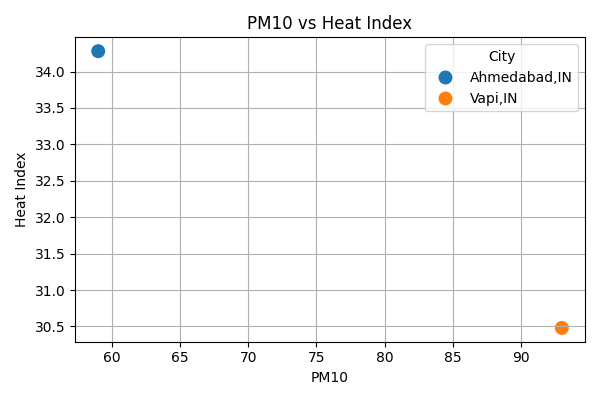 PM10 vs Heat Index
City
Ahmedabad,IN
Vapi,IN
Heat Index
34.0
33.5
33.0
32.5
32.0
31.5
31.0
30.5
60 65 70 75 80 85 90
PM10